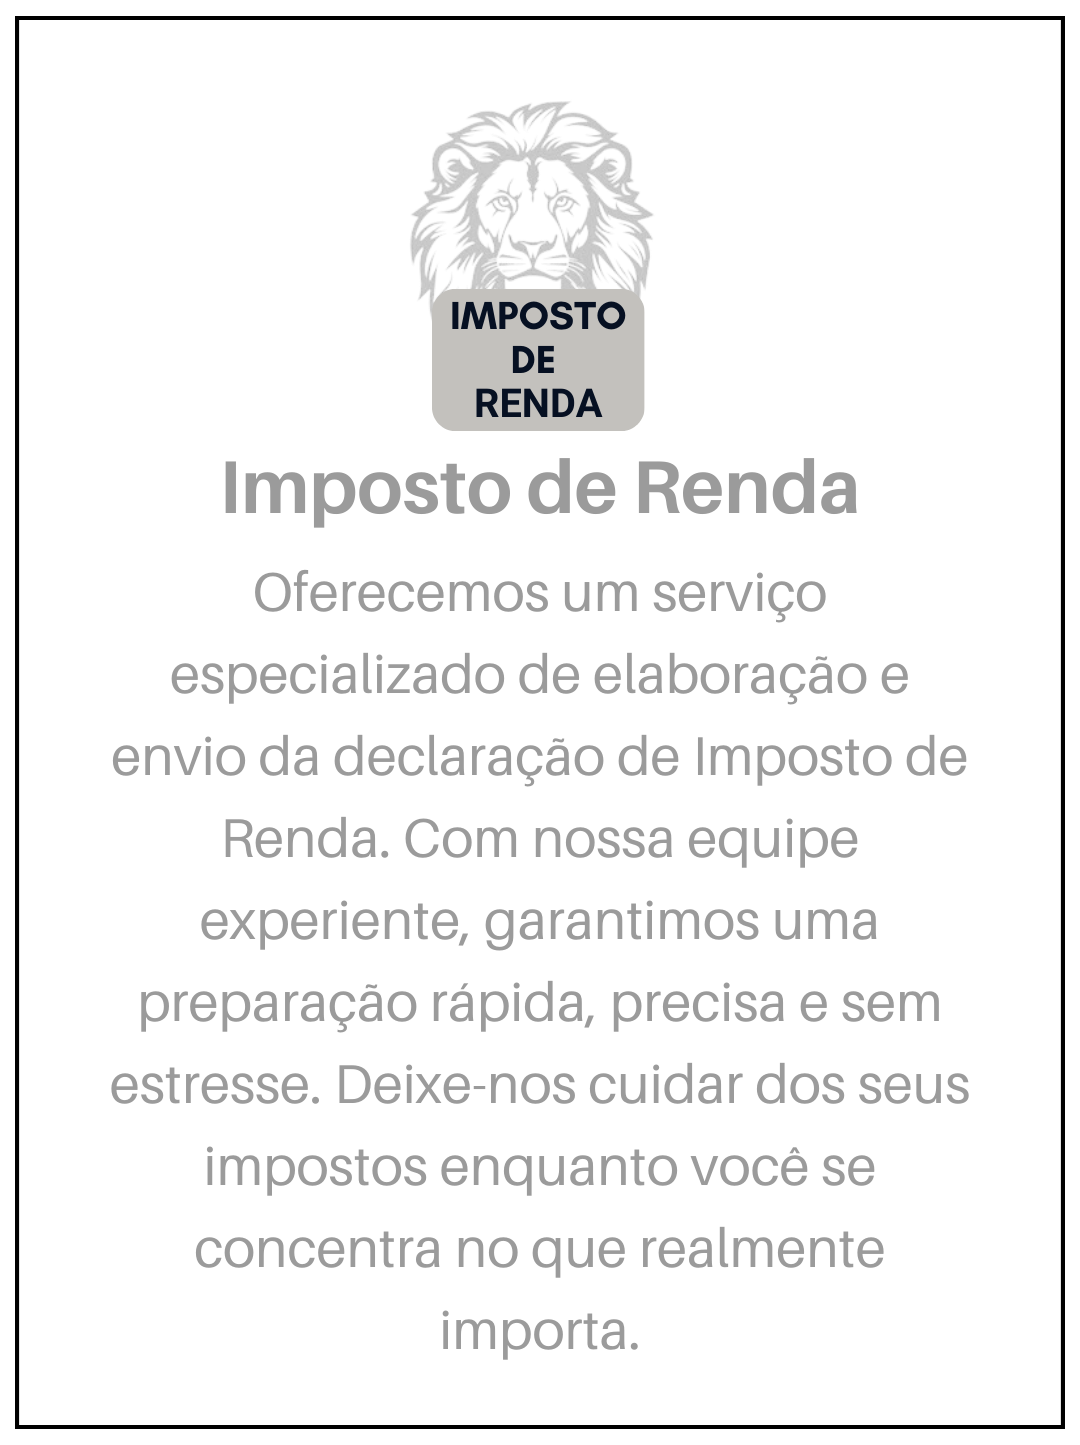 IMPOSTO
DE
RENDA
Imposto de Renda
Oferecemos um serviço
especializado de elaboração e
envio da declaração de Imposto de
Renda. Com nossa equipe
experiente, garantimos uma
preparação rápida, precisa e sem
estresse. Deixe-nos cuidar dos seus
impostos enquanto você se
concentra no que realmente
importa.